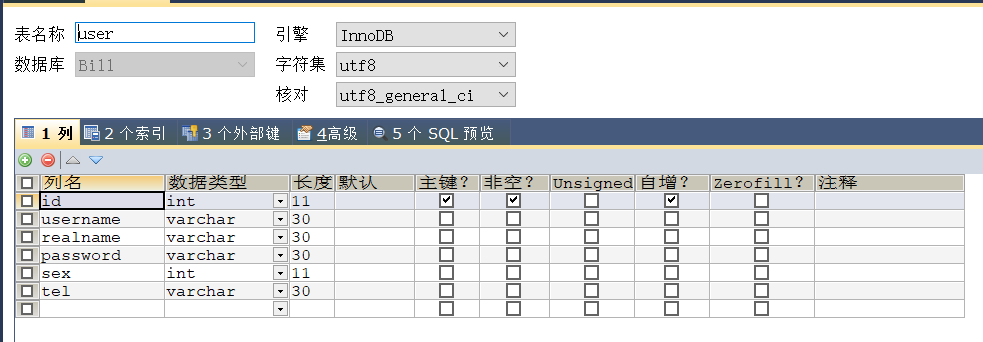 表名称 user 引擎 InnoDB
数据库 Bill 字符集 utf8
核对 utf8_general_ci
1 列 2 个索引 3 个外部键 4高级 5 个 SQL 预览
列名 数据类型 长度 默认 主键？ 非空？ Unsigned 自增？ Zerofill？ 注释
id int 11
username varchar 30
realname varchar 30
password varchar 30
sex int 11
tel varchar 30